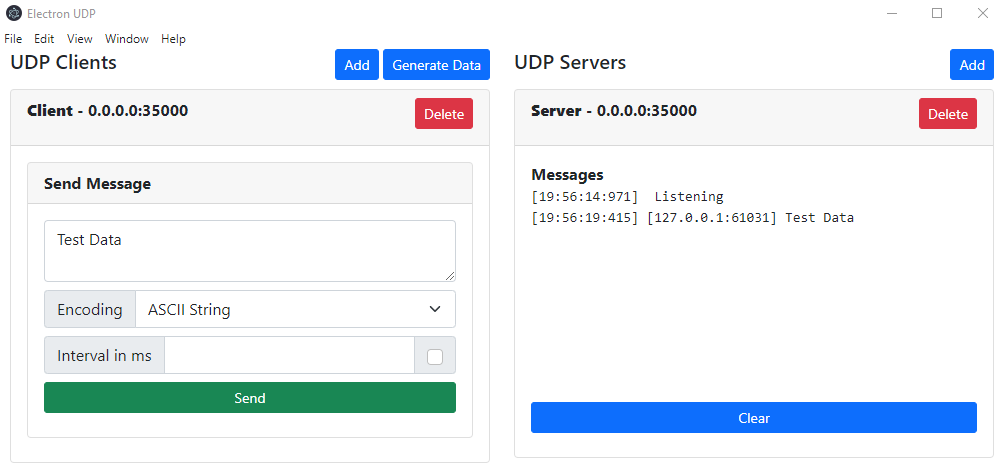 Electron UDP
File Edit View Window Help
UDP Clients
Add
Generate Data
Client - 0.0.0.0:35000
Delete
Send Message
Test Data
Encoding
ASCII String
Interval in ms
Send
UDP Servers
Add
Server - 0.0.0.0:35000
Delete
Messages
[19:56:14:971]  Listening
[19:56:19:415] [127.0.0.1:61031] Test Data
Clear